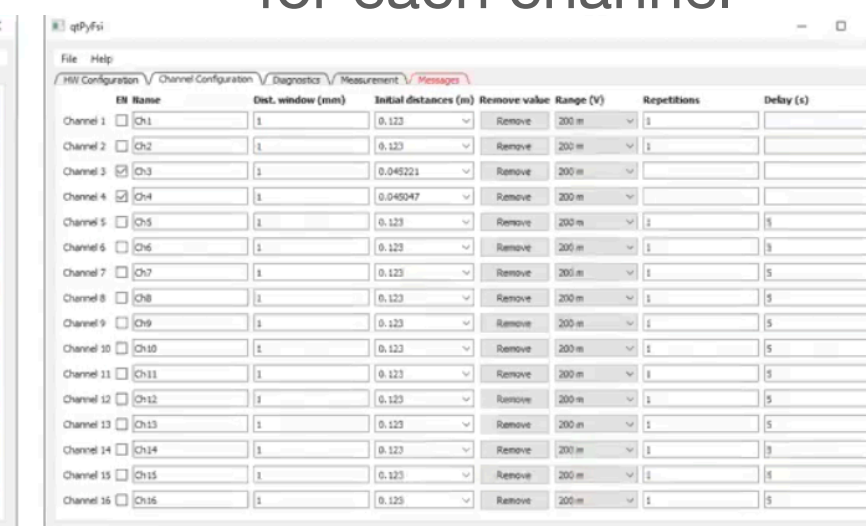 for each channel.
qtPyFsi
File Help
HW Configuration Channel Configuration Diagnostics Measurement Messages
EN Name Dist. window (mm) Initial distances (m) Remove value Range (V) Repetitions Delay (s)
Channel 1 Ch1 1 0.123 Remove 200 m 1
Channel 2 Ch2 1 0.123 Remove 200 m 1
Channel 3 Ch3 1 0.045221 Remove 200 m
Channel 4 Ch4 1 0.045047 Remove 200 m
Channel 5 Ch5 1 0.123 Remove 200 m 1 5
Channel 6 Ch6 1 0.123 Remove 200 m 1 5
Channel 7 Ch7 1 0.123 Remove 200 m 1 5
Channel 8 Ch8 1 0.123 Remove 200 m 1 5
Channel 9 Ch9 1 0.123 Remove 200 m 1 5
Channel 10 Ch10 1 0.123 Remove 200 m 1 5
Channel 11 Ch11 1 0.123 Remove 200 m 1 5
Channel 12 Ch12 1 0.123 Remove 200 m 1 5
Channel 13 Ch13 1 0.123 Remove 200 m 1 5
Channel 14 Ch14 1 0.123 Remove 200 m 1 5
Channel 15 Ch15 1 0.123 Remove 200 m 1 5
Channel 16 Ch16 1 0.123 Remove 200 m 1 5